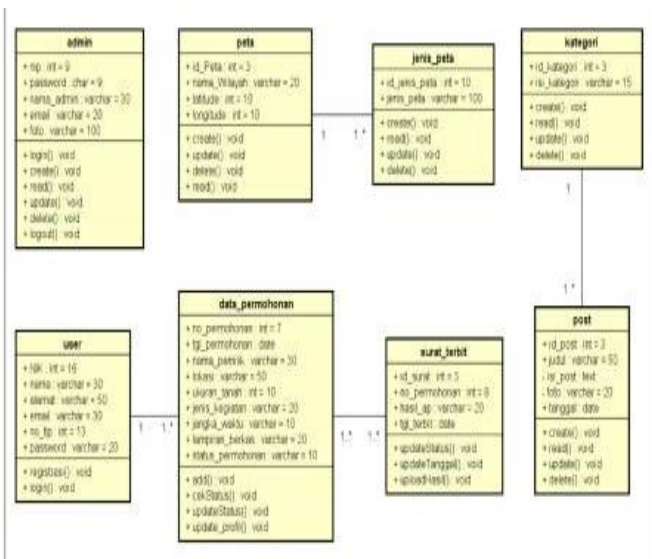 admin
+ nip : int = 9
+ password : char = 9
+ nama_admin : varchar = 30
+ email : varchar = 20
+ foto : varchar = 100
+ login() : void
+ create() : void
+ read() : void
+ update() : void
+ delete() : void
+ logout() : void
peta
+ id_Peta : int = 3
+ nama_Wilayah : varchar = 20
+ latitude : int = 10
+ longitude : int = 10
+ create() : void
+ update() : void
+ delete() : void
+ read() : void
1
1..*
jenis_peta
+ id_jenis_peta : int = 10
+ jenis_peta : varchar = 100
+ create() : void
+ read() : void
+ update() : void
+ delete() : void
kategori
+ id_kategori : int = 3
+ isi_kategori : varchar = 15
+ create() : void
+ read() : void
+ update() : void
+ delete() : void
1
1..*
user
+ NIK : int = 16
+ nama : varchar = 30
+ alamat : varchar = 50
+ email : varchar = 30
+ no_tlp : int = 13
+ password : varchar = 20
+ registrasi() : void
+ login() : void
1
1..*
data_permohonan
+ no_permohonan : int = 7
+ tgl_permohonan : date
+ nama_pemilik : varchar = 30
+ lokasi : varchar = 50
+ ukuran_tanah : int = 10
+ jenis_kegiatan : varchar = 20
+ jangka_waktu : varchar = 10
+ lampiran_berkas : varchar = 20
+ status_permohonan : varchar = 10
+ add() : void
+ cekStatus() : void
+ updateStatus() : void
+ update_profil() : void
1..*
1..*
surat_terbit
+ id_surat : int = 3
+ no_permohonan : int = 8
+ hasil_ap : varchar = 20
+ tgl_terbit : date
+ updateStatus() : void
+ updateTanggal() : void
+ uploadHasil() : void
post
+ id_post : int = 3
+ judul : varchar = 50
- isi_post : text
- foto : varchar = 20
+ tanggal : date
+ create() : void
+ read() : void
+ update() : void
+ delete() : void